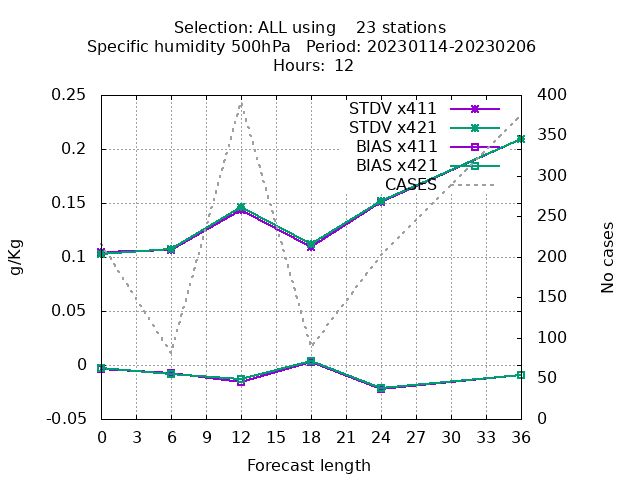 Selection: ALL using    23 stations
Specific humidity 500hPa   Period: 20230114-20230206
Hours: 12
0.25
0.2
0.15
0.1
0.05
0
-0.05
g/Kg
STDV x411
STDV x421
BIAS x411
BIAS x421
CASES
400
350
300
250
200
150
100
50
0
No cases
0 3 6 9 12 15 18 21 24 27 30 33 36
Forecast length